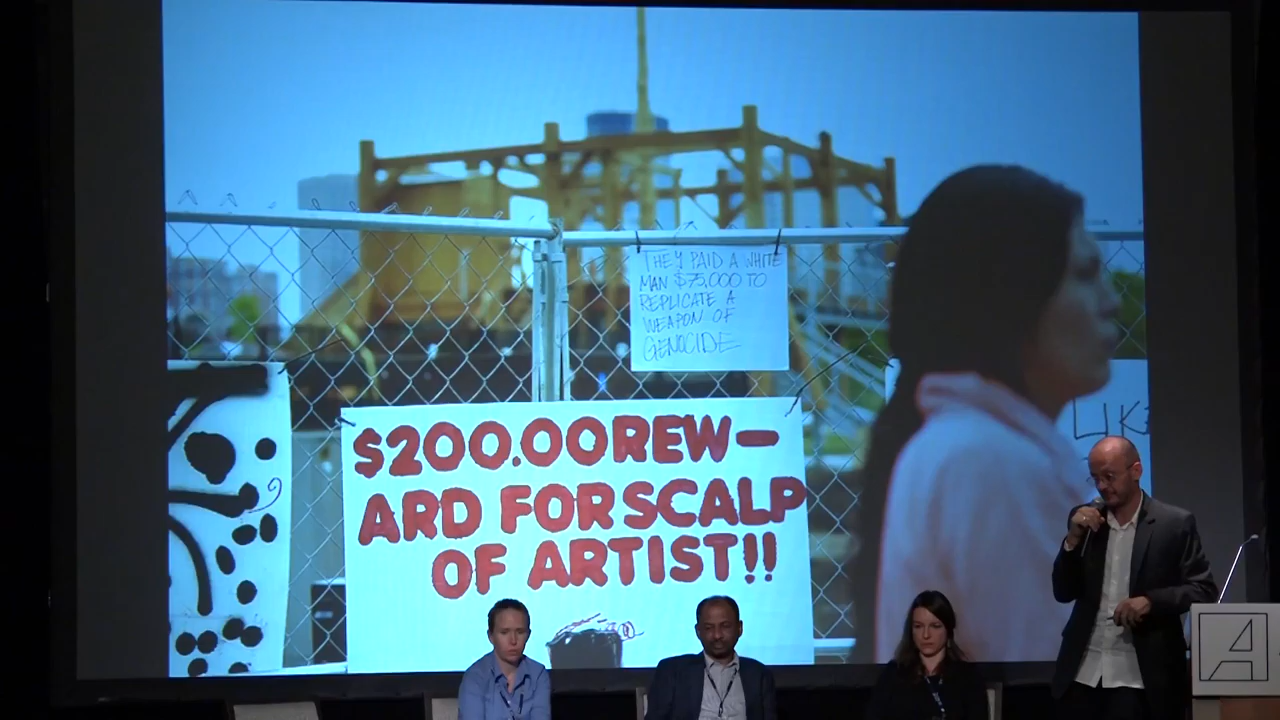 THEY PAID A WHITE
MAN $75,000 TO
REPLICATE A
WEAPON OF
GENOCIDE
$200.00 REW-
ARD FOR SCALP
OF ARTIST!!
LIKE
A